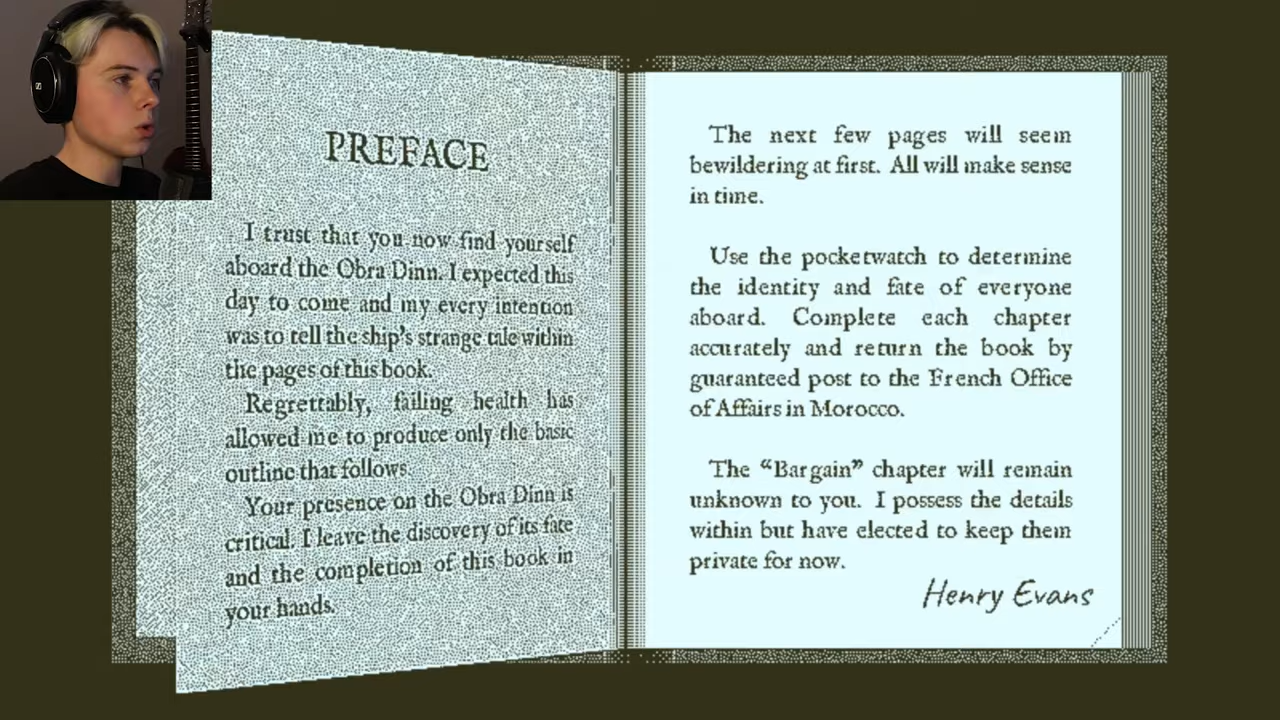 PREFACE
I trust that you now find yourself
aboard the Obra Dinn. I expected this
day to come and my every intention
was to tell the ship's strange tale within
the pages of this book.
Regrettably, failing health has
allowed me to produce only the basic
outline that follows.
Your presence on the Obra Dinn is
critical. I leave the discovery of its fate
and the completion of this book in
your hands.
The next few pages will seem
bewildering at first. All will make sense
in time.
Use the pocketwatch to determine
the identity and fate of everyone
aboard. Complete each chapter
accurately and return the book by
guaranteed post to the French Office
of Affairs in Morocco.
The “Bargain” chapter will remain
unknown to you. I possess the details
within but have elected to keep them
private for now.
Henry Evans